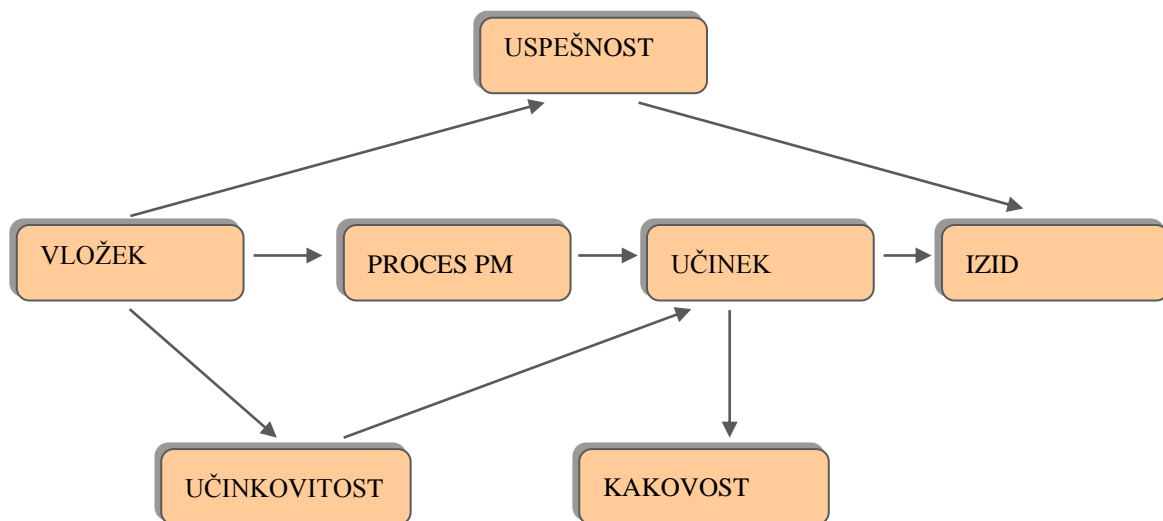 USPEŠNOST
VLOŽEK
PROCES PM
UČINEK
IZID
UČINKOVITOST
KAKOVOST